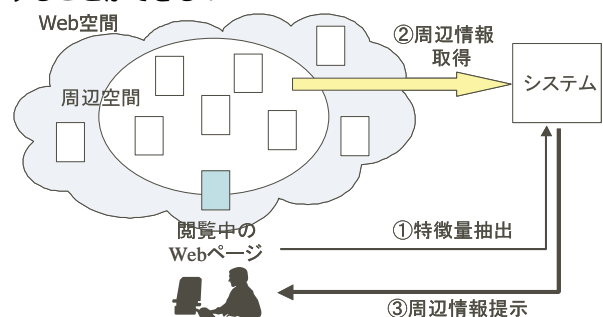 Web空間
②周辺情報
取得
システム
周辺空間
閲覧中の
Webページ
①特徴量抽出
③周辺情報提示